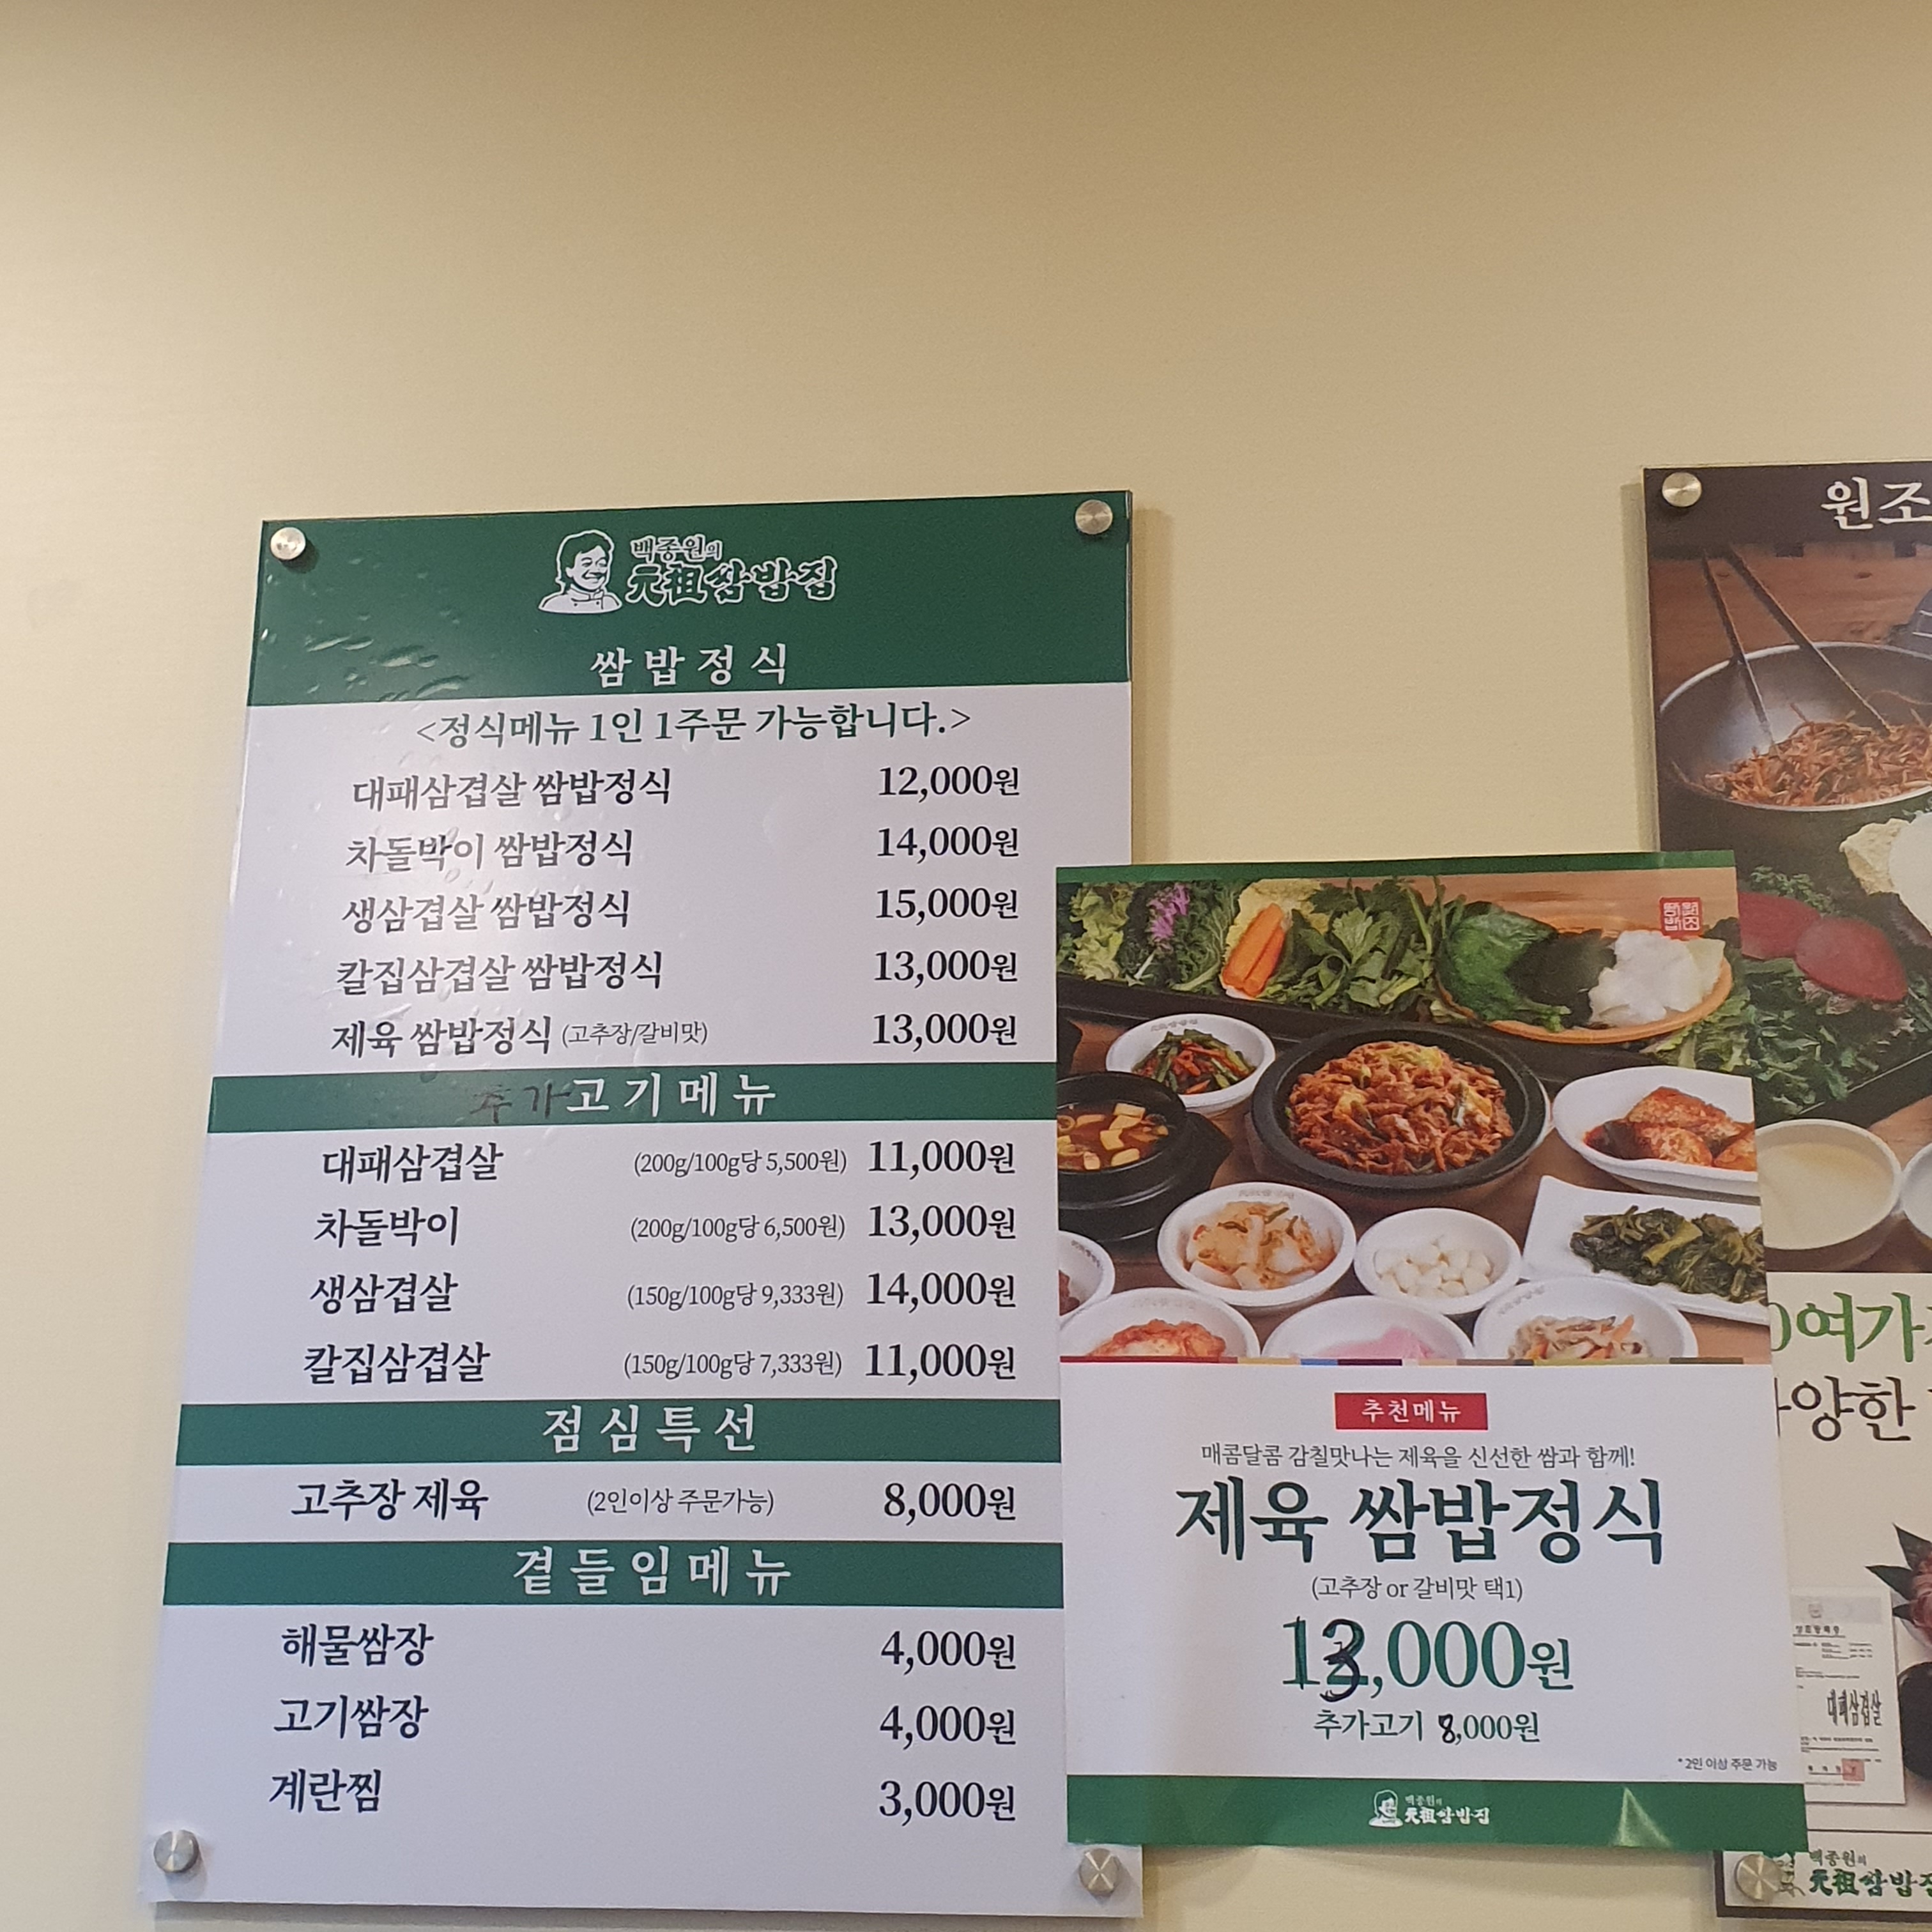 백종원의
元祖쌈밥집
쌈밥정식
<정식메뉴 1인 1주문 가능합니다.>
대패삼겹살 쌈밥정식 12,000원
차돌박이 쌈밥정식 14,000원
생삼겹살 쌈밥정식 15,000원
칼집삼겹살 쌈밥정식 13,000원
제육 쌈밥정식 (고추장/갈비맛) 13,000원
추가 고기메뉴
대패삼겹살 (200g/100g당 5,500원) 11,000원
차돌박이 (200g/100g당 6,500원) 13,000원
생삼겹살 (150g/100g당 9,333원) 14,000원
칼집삼겹살 (150g/100g당 7,333원) 11,000원
점심특선
고추장 제육 (2인이상 주문가능) 8,000원
곁들임메뉴
해물쌈장 4,000원
고기쌈장 4,000원
계란찜 3,000원
추천메뉴
매콤달콤 감칠맛나는 제육을 신선한 쌈과 함께!
제육 쌈밥정식
(고추장 or 갈비맛 택1)
13,000원
추가고기 8,000원
*2인 이상 주문 가능
백종원의
元祖쌈밥집
원조
여가
양한
대패삼겹살
백종원의
元祖쌈밥